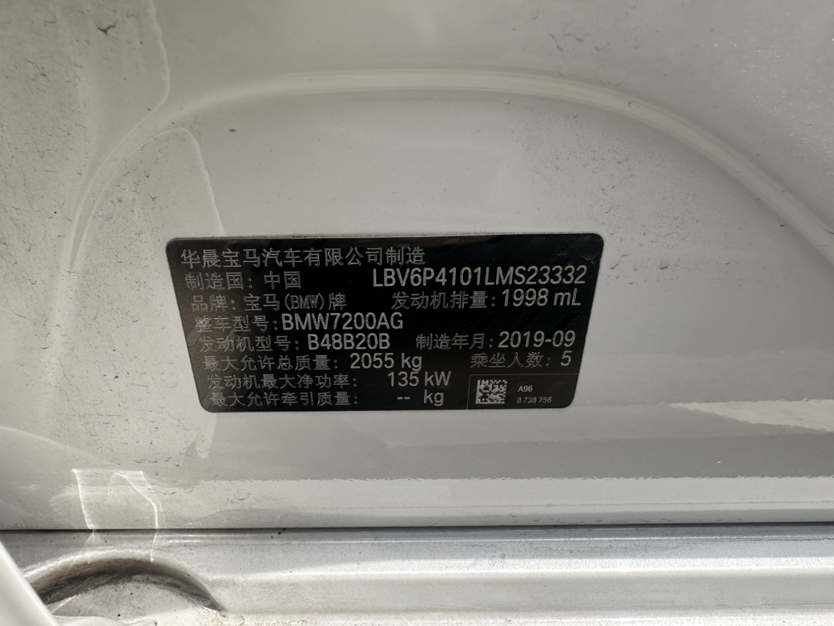 华晨宝马汽车有限公司制造
制造国: 中国 LBV6P4101LMS23332
品牌: 宝马(BMW)牌 发动机排量: 1998 mL
整车型号: BMW7200AG
发动机型号: B48B20B 制造年月: 2019-09
最大允许总质量: 2055 kg 乘坐人数: 5
发动机最大净功率: 135 kW
最大允许牵引质量: -- kg
A96
8 738 756